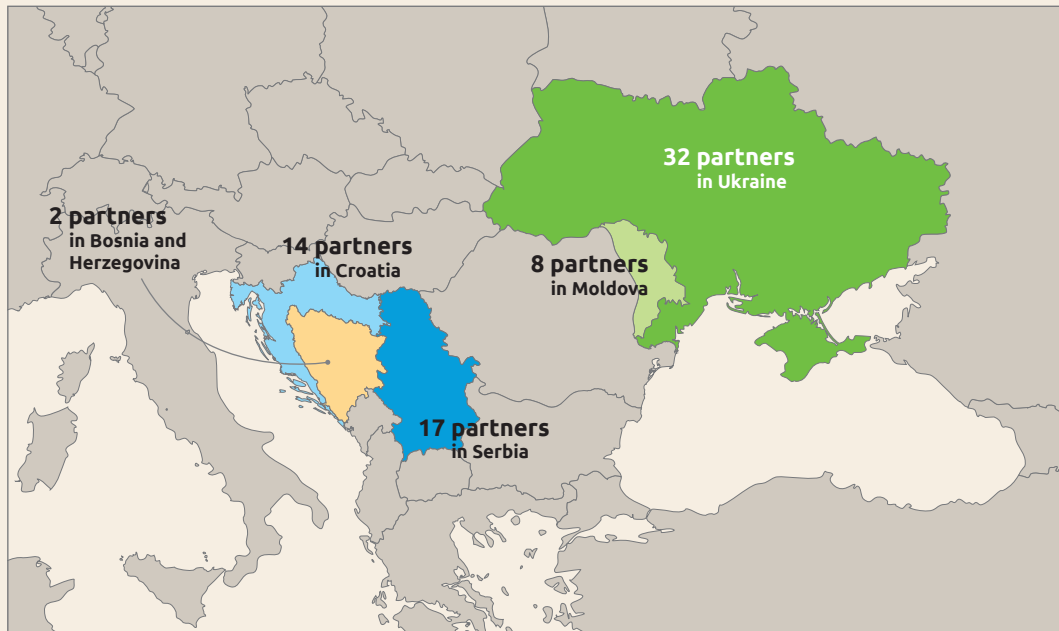 32 partners
in Ukraine
2 partners
in Bosnia and
Herzegovina
14 partners
in Croatia
8 partners
in Moldova
17 partners
in Serbia